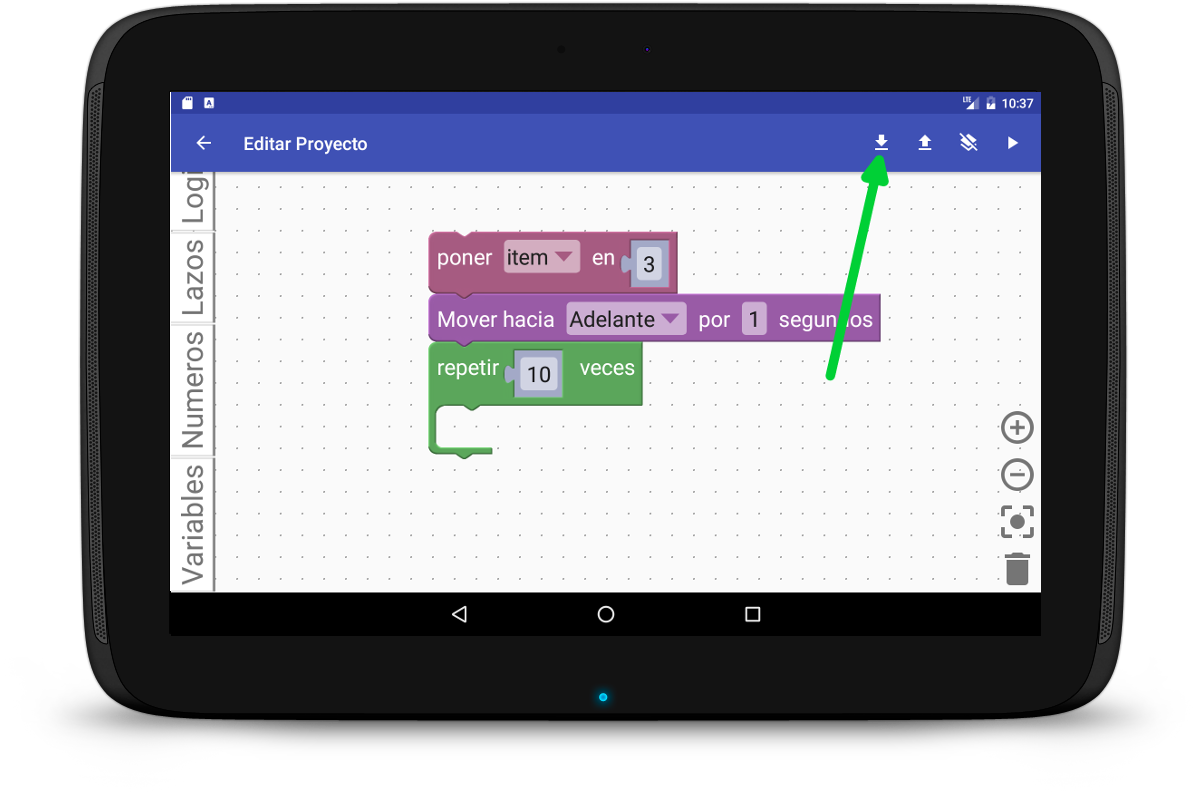 A
LTE 10:37
Editar Proyecto
Logi
Lazos
Numeros
Variables
poner item en 3
Mover hacia Adelante por 1 segun os
repetir 10 veces